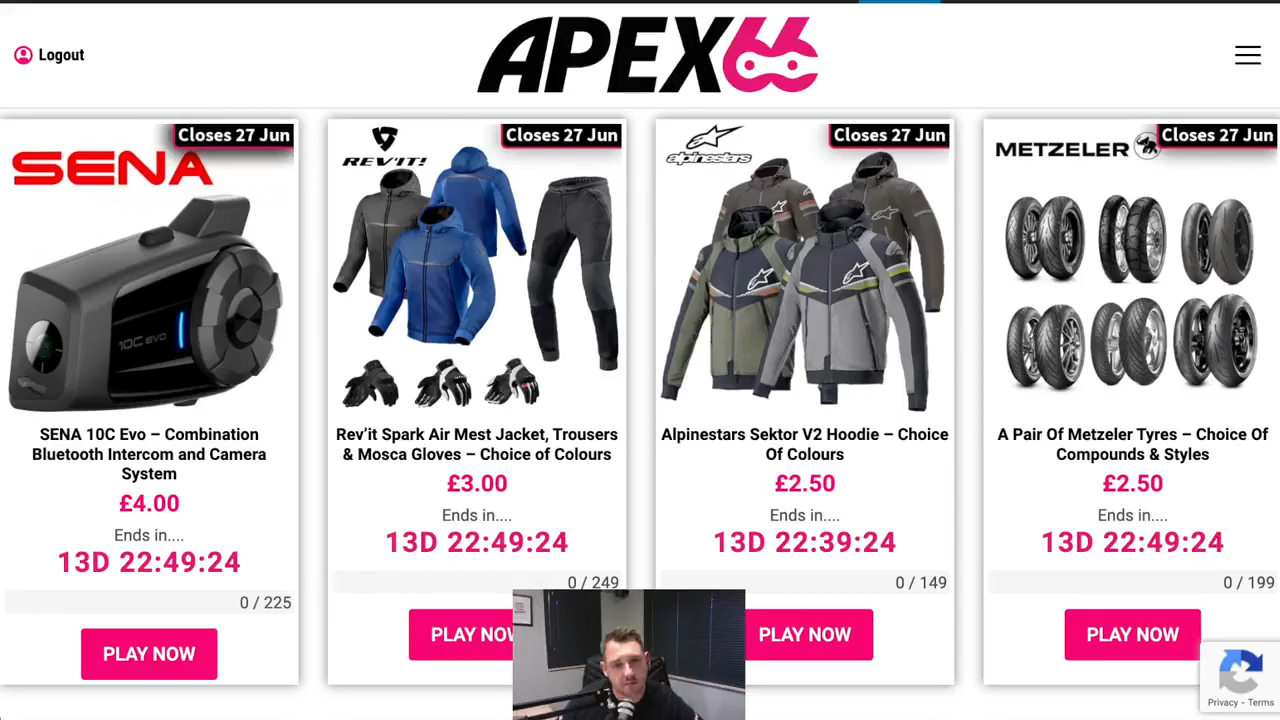 Logout
APEX66
Closes 27 Jun
SENA
10C EVO
SENA 10C Evo – Combination
Bluetooth Intercom and Camera
System
£4.00
Ends in....
13D 22:49:24
0 / 225
PLAY NOW
Closes 27 Jun
REV'IT!
Rev’it Spark Air Mest Jacket, Trousers
& Mosca Gloves – Choice of Colours
£3.00
Ends in....
13D 22:49:24
0 / 249
PLAY NOW
Closes 27 Jun
alpinestars
Alpinestars Sektor V2 Hoodie – Choice
Of Colours
£2.50
Ends in....
13D 22:39:24
0 / 149
PLAY NOW
Closes 27 Jun
METZELER
A Pair Of Metzeler Tyres – Choice Of
Compounds & Styles
£2.50
Ends in....
13D 22:49:24
0 / 199
PLAY NOW
Privacy - Terms